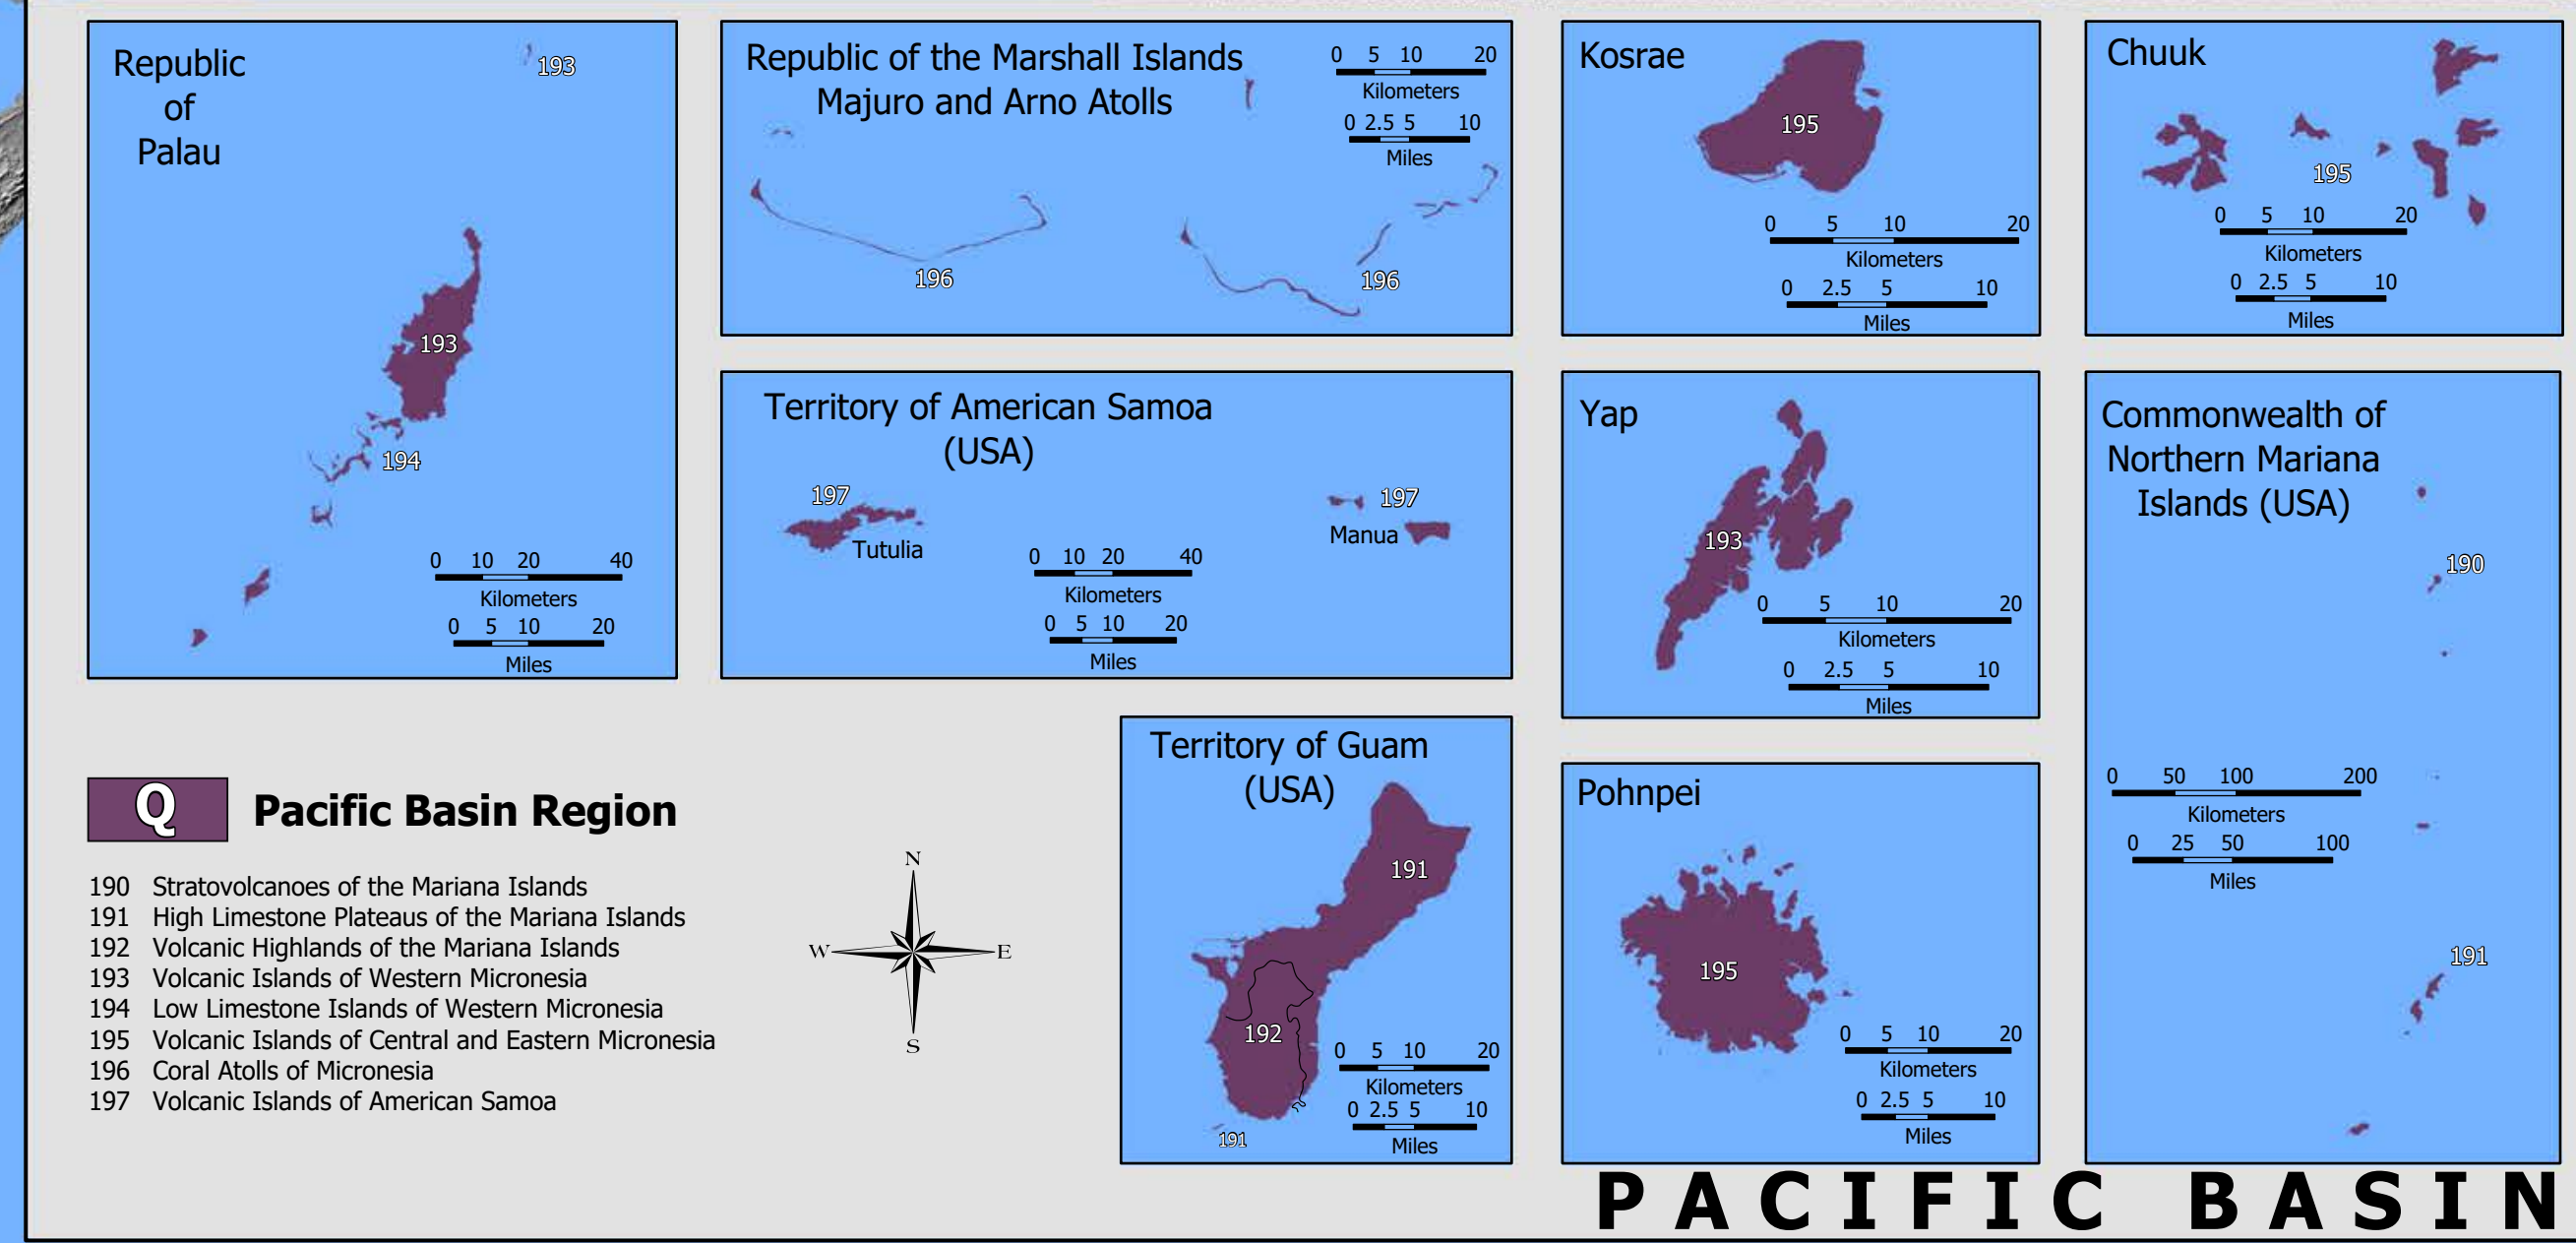 Republic
of
Palau
193
193
194
0 10 20 40
Kilometers
0 5 10 20
Miles
Republic of the Marshall Islands
Majuro and Arno Atolls
0 5 10 20
Kilometers
0 2.5 5 10
Miles
196
196
Kosrae
195
0 5 10 20
Kilometers
0 2.5 5 10
Miles
Chuuk
195
0 5 10 20
Kilometers
0 2.5 5 10
Miles
Territory of American Samoa
(USA)
197
Tutulia
197
Manua
0 10 20 40
Kilometers
0 5 10 20
Miles
Yap
193
0 5 10 20
Kilometers
0 2.5 5 10
Miles
Commonwealth of
Northern Mariana
Islands (USA)
190
0 50 100 200
Kilometers
0 25 50 100
Miles
191
Q Pacific Basin Region
190 Stratovolcanoes of the Mariana Islands
191 High Limestone Plateaus of the Mariana Islands
192 Volcanic Highlands of the Mariana Islands
193 Volcanic Islands of Western Micronesia
194 Low Limestone Islands of Western Micronesia
195 Volcanic Islands of Central and Eastern Micronesia
196 Coral Atolls of Micronesia
197 Volcanic Islands of American Samoa
N
W E
S
Territory of Guam
(USA)
191
192
0 5 10 20
Kilometers
0 2.5 5 10
Miles
191
Pohnpei
195
0 5 10 20
Kilometers
0 2.5 5 10
Miles
PACIFIC BASIN